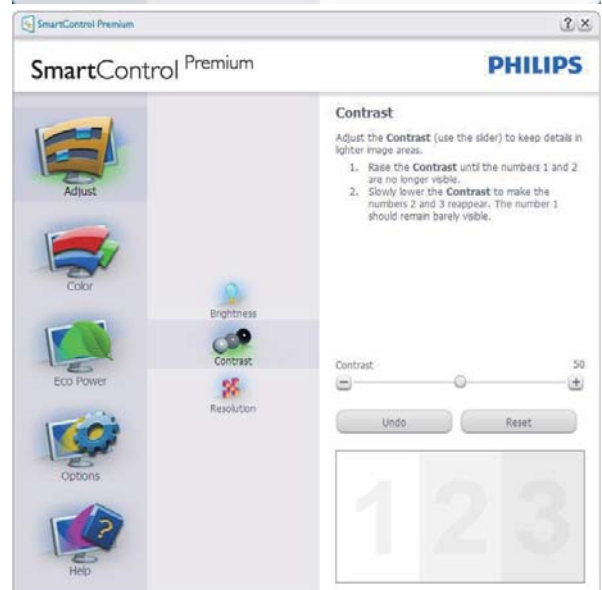 SmartControl Premium
SmartControl Premium
PHILIPS
Adjust
Color
Eco Power
Options
Help
Brightness
Contrast
Resolution
Contrast
Adjust the Contrast (use the slider) to keep details in
lighter image areas.
1. Raise the Contrast until the numbers 1 and 2
are no longer visible.
2. Slowly lower the Contrast to make the
numbers 2 and 3 reappear. The number 1
should remain barely visible.
Contrast 50
Undo Reset
1 2 3